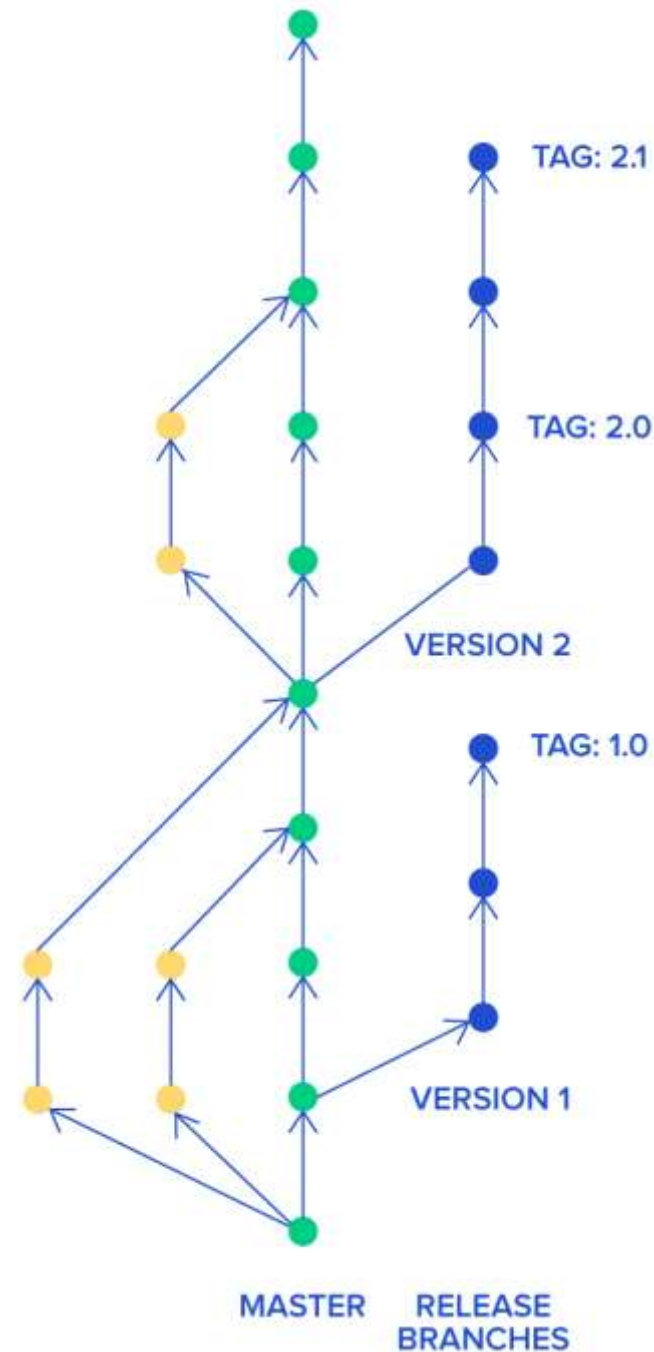 TAG: 2.1
TAG: 2.0
VERSION 2
TAG: 1.0
VERSION 1
MASTER
RELEASE
BRANCHES